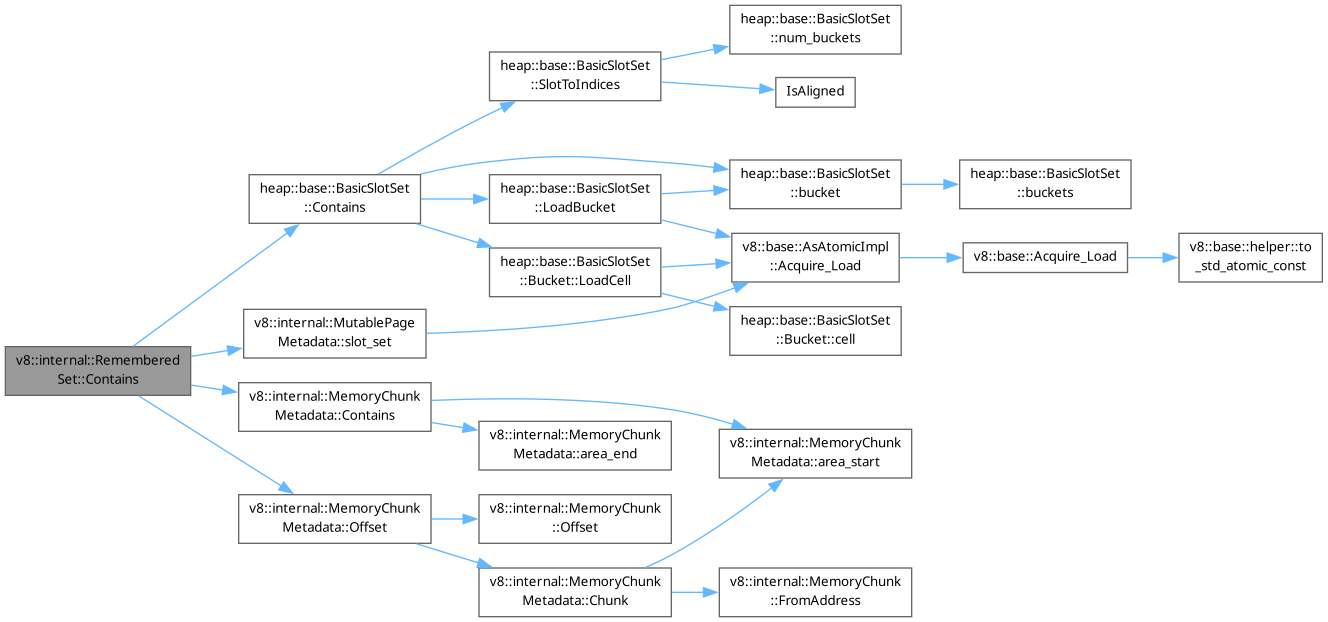 heap::base::BasicSlotSet
::num_buckets
heap::base::BasicSlotSet
::SlotToIndices
IsAligned
heap::base::BasicSlotSet
::Contains
heap::base::BasicSlotSet
::LoadBucket
heap::base::BasicSlotSet
::bucket
heap::base::BasicSlotSet
::buckets
heap::base::BasicSlotSet
::Bucket::LoadCell
v8::base::AsAtomicImpl
::Acquire_Load
v8::base::Acquire_Load
v8::base::helper::to
_std_atomic_const
v8::internal::MutablePage
Metadata::slot_set
heap::base::BasicSlotSet
::Bucket::cell
v8::internal::Remembered
Set::Contains
v8::internal::MemoryChunk
Metadata::Contains
v8::internal::MemoryChunk
Metadata::area_end
v8::internal::MemoryChunk
Metadata::area_start
v8::internal::MemoryChunk
Metadata::Offset
v8::internal::MemoryChunk
::Offset
v8::internal::MemoryChunk
Metadata::Chunk
v8::internal::MemoryChunk
::FromAddress